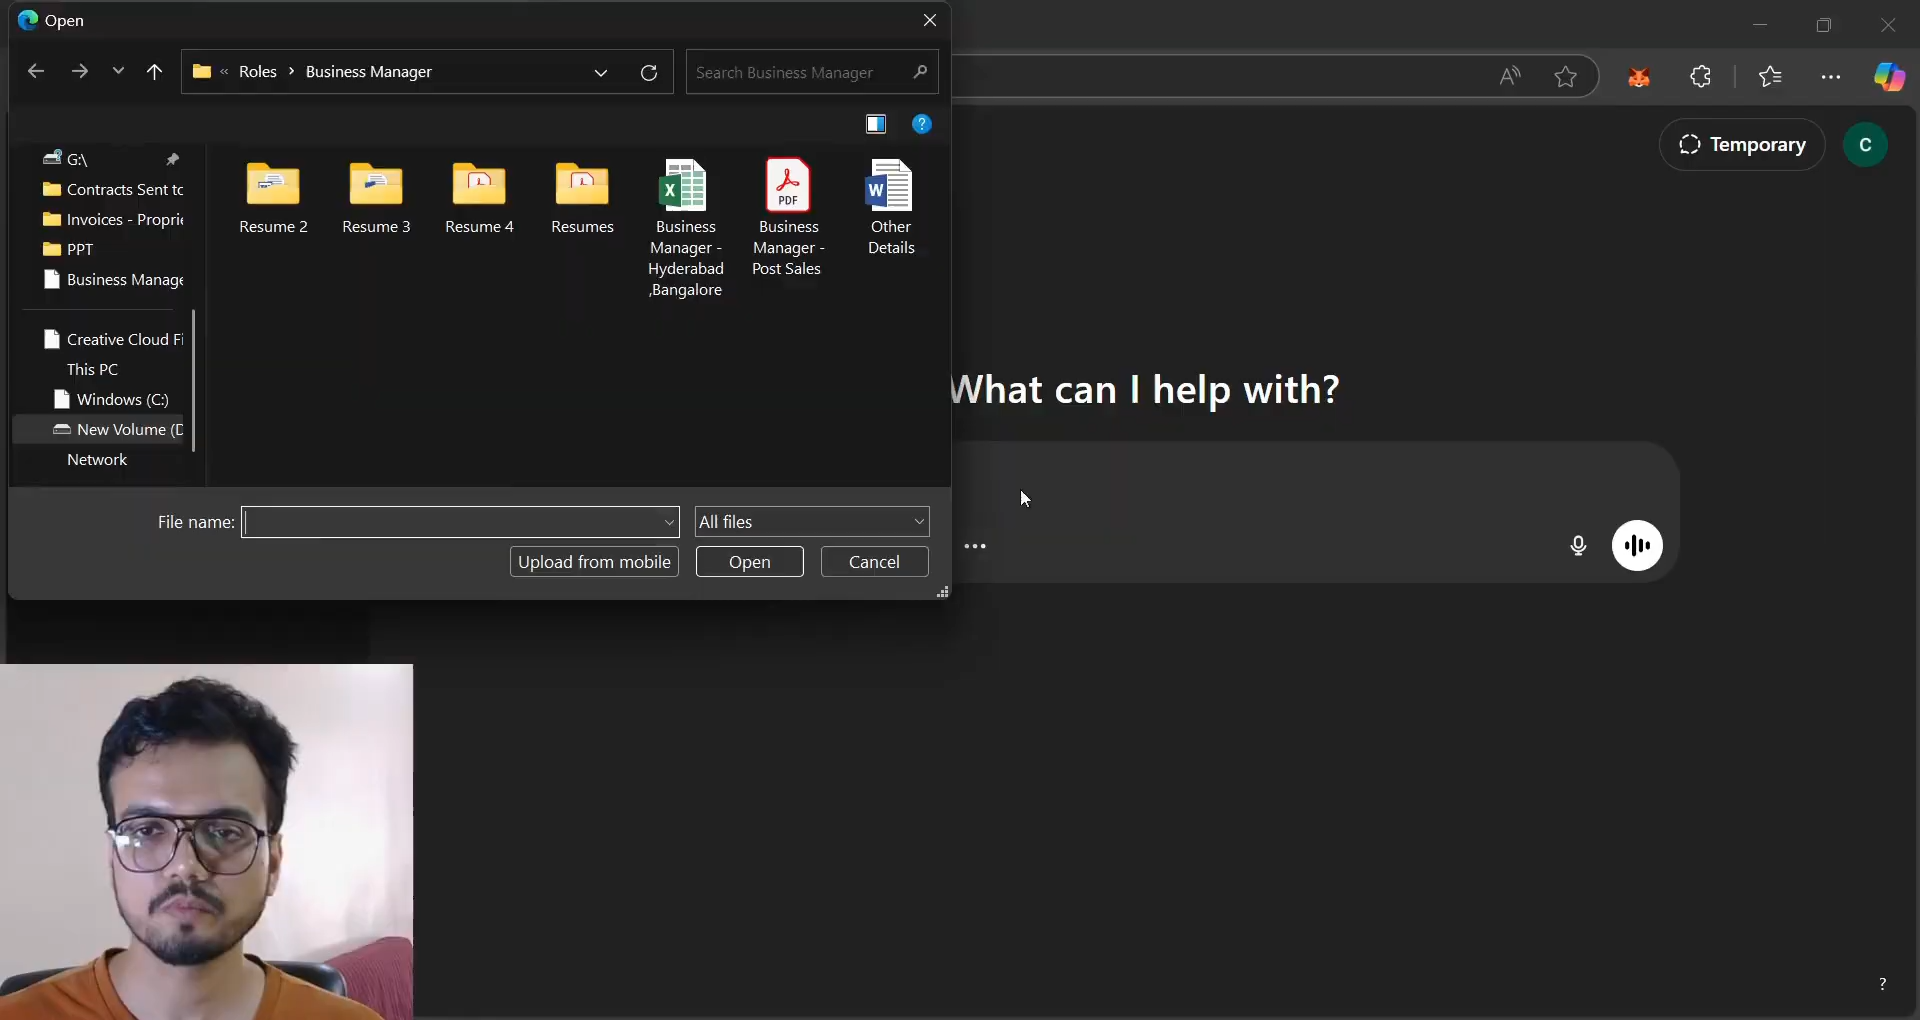 Open
« Roles > Business Manager
Search Business Manager
G:\
Contracts Sent to
Invoices - Proprie
PPT
Business Manage
Creative Cloud Fi
This PC
Windows (C:)
New Volume (D
Network
Resume 2
Resume 3
Resume 4
Resumes
Business
Manager -
Hyderabad
,Bangalore
PDF
Business
Manager -
Post Sales
Other
Details
File name:
All files
Upload from mobile
Open
Cancel
Temporary
C
What can I help with?
?